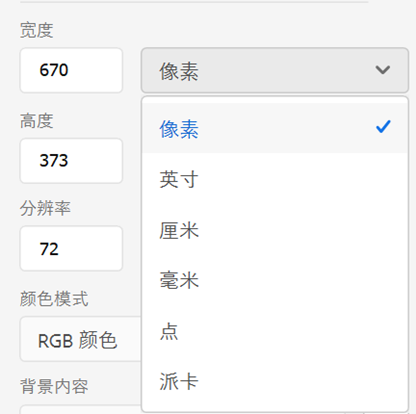 宽度
670 像素
像素
高度
373
英寸
厘米
分辨率
72
毫米
颜色模式
点
RGB 颜色
派卡
背景内容